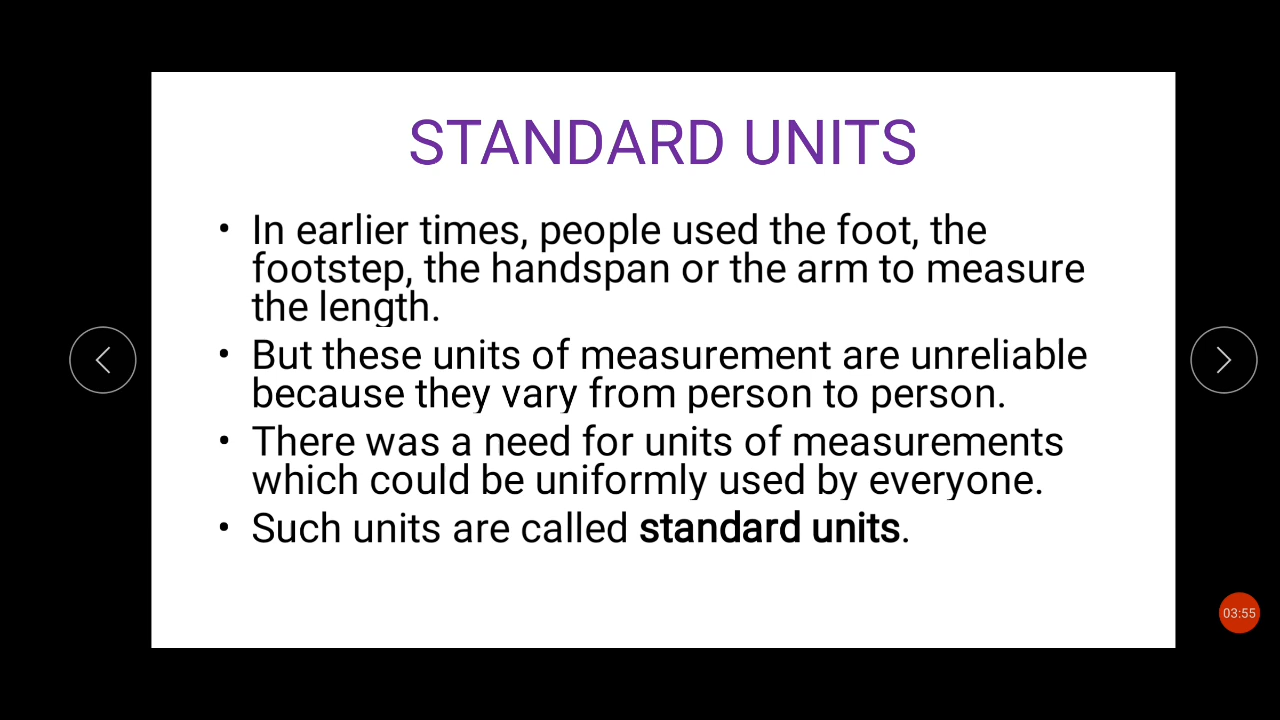 STANDARD UNITS
• In earlier times, people used the foot, the
footstep, the handspan or the arm to measure
the length.
• But these units of measurement are unreliable
because they vary from person to person.
• There was a need for units of measurements
which could be uniformly used by everyone.
• Such units are called standard units.
03:55